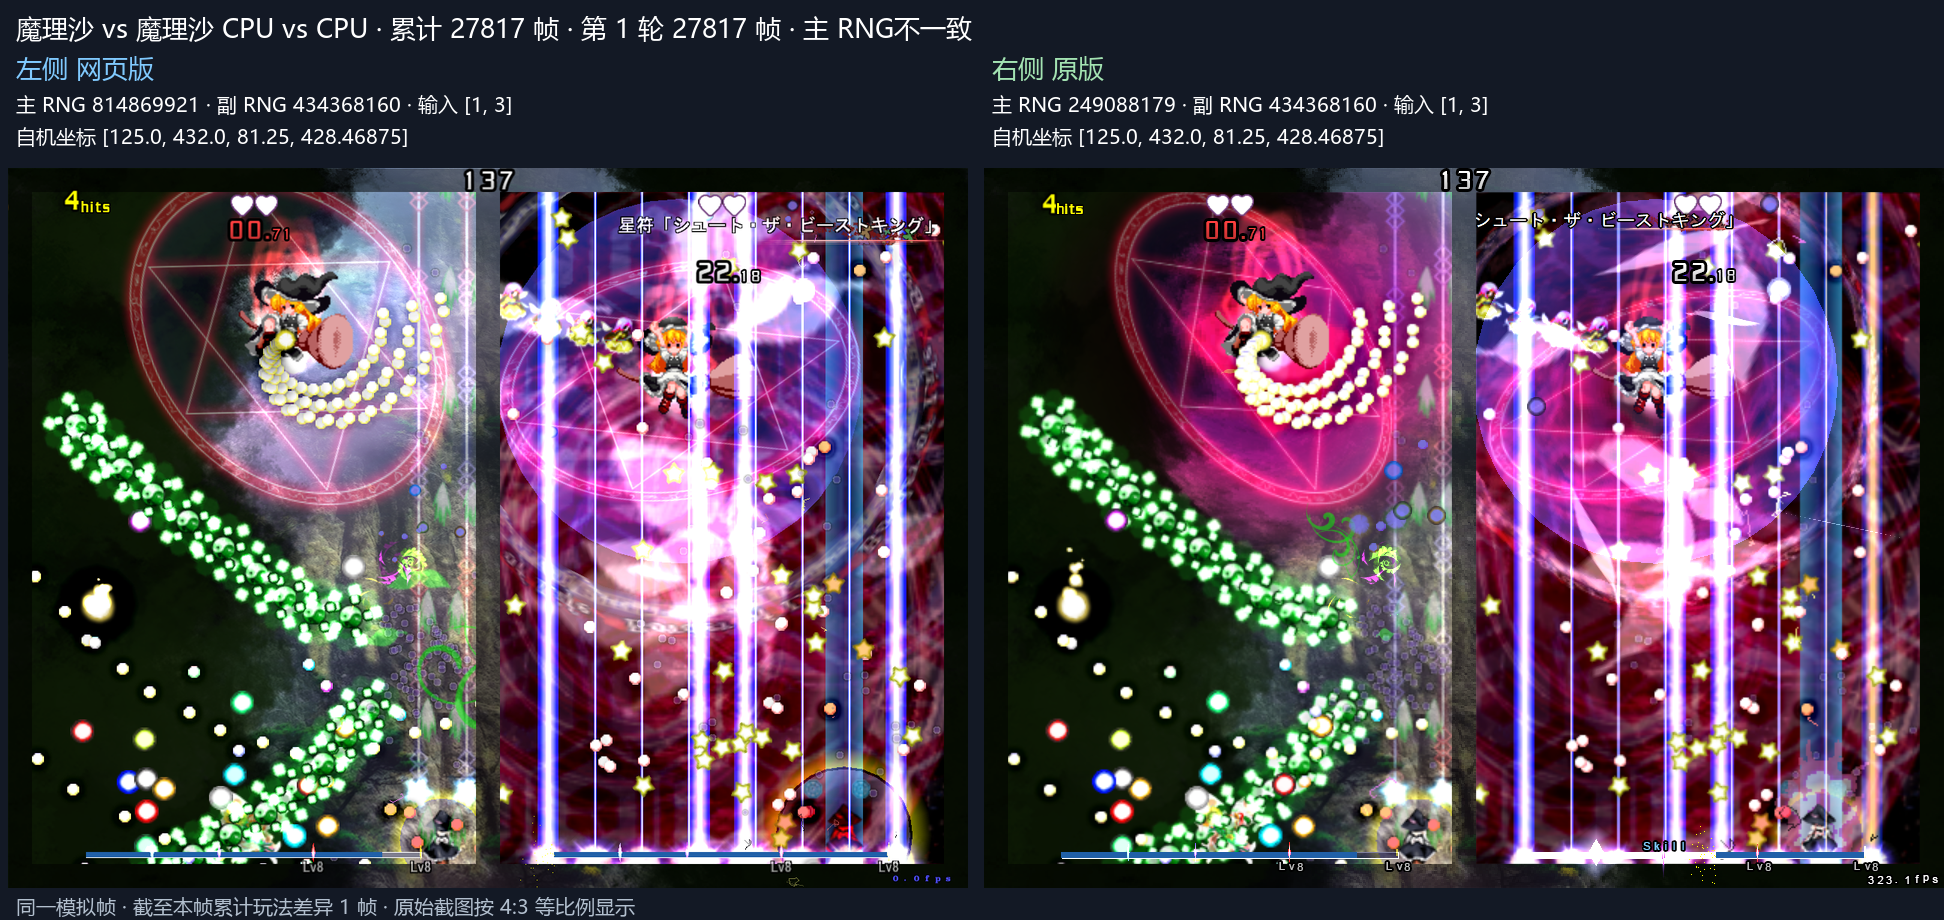 魔理沙 vs 魔理沙 CPU vs CPU · 累计 27817 帧 · 第 1 轮 27817 帧 · 主 RNG不一致
左侧 网页版
主 RNG 814869921 · 副 RNG 434368160 · 输入 [1, 3]
自机坐标 [125.0, 432.0, 81.25, 428.46875]
右侧 原版
主 RNG 249088179 · 副 RNG 434368160 · 输入 [1, 3]
自机坐标 [125.0, 432.0, 81.25, 428.46875]
137
4hits
00.71
星符「シュート・ザ・ビーストキング」
22.18
Lv8
Lv8
Lv8
Lv8
0.0fps
137
4hits
00.71
シュート・ザ・ビーストキング」
22.18
Skill
Lv8
Lv8
Lv8
Lv8
323.1fps
同一模拟帧 · 截至本帧累计玩法差异 1 帧 · 原始截图按 4:3 等比例显示